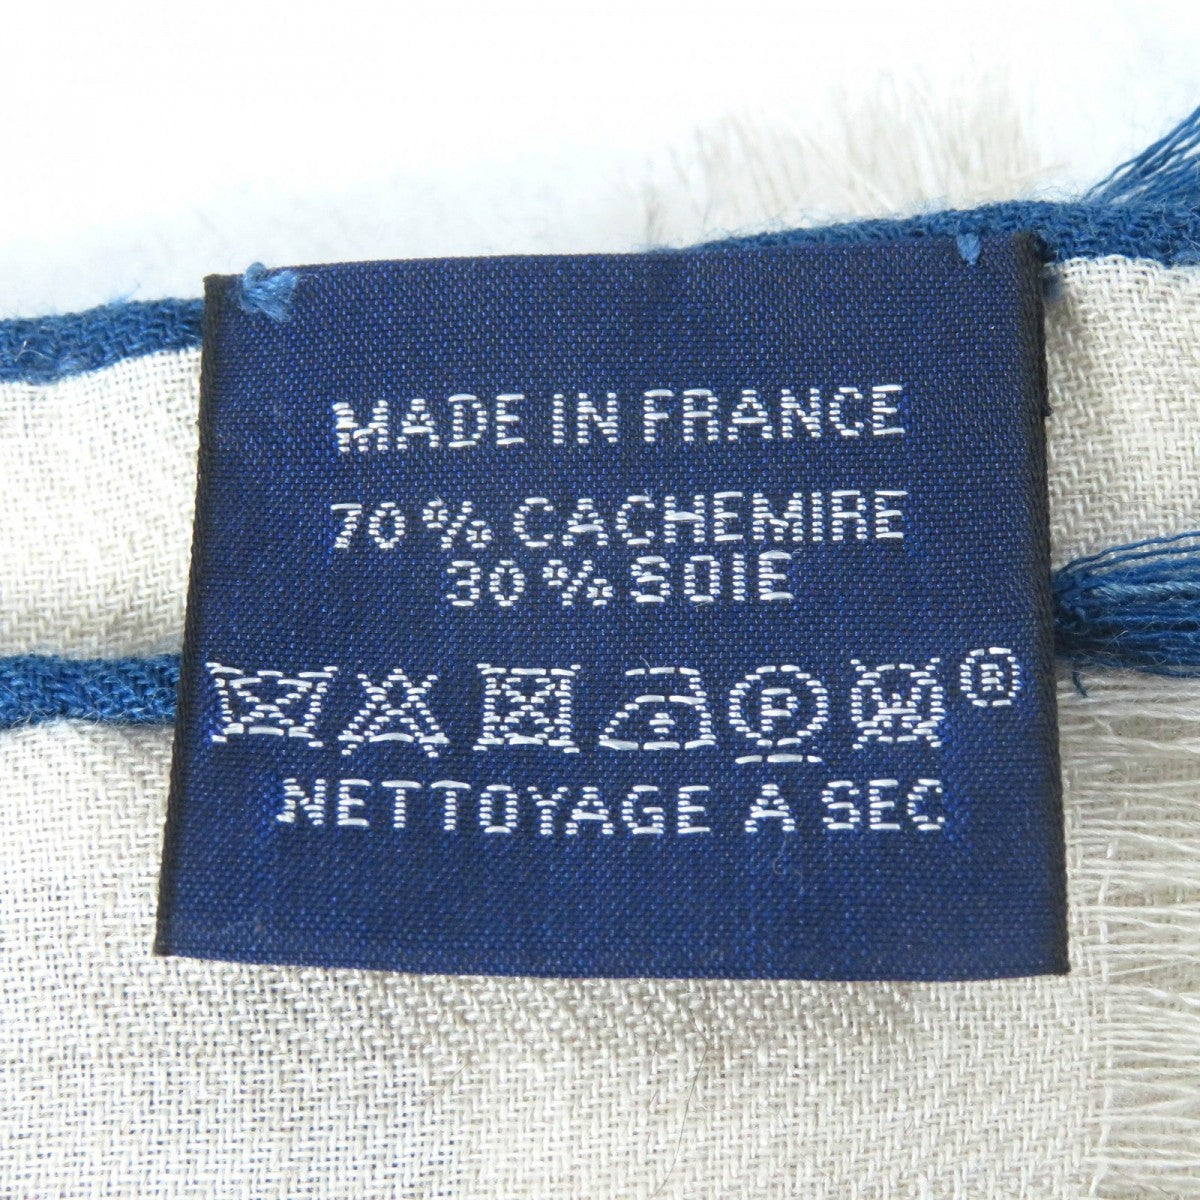 MADE IN FRANCE
70 % CACHEMIRE
30 % SOIE
P W ®
NETTOYAGE A SEC